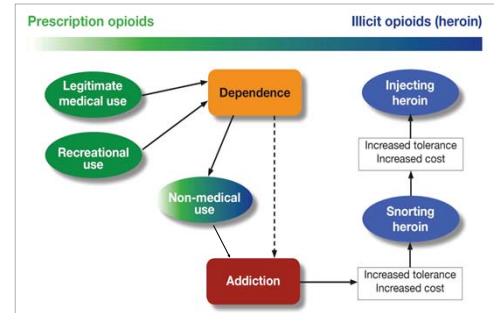 Prescription opioids
Illicit opioids (heroin)
Legitimate
medical use
Dependence
Injecting
heroin
Recreational
use
Increased tolerance
Increased cost
Non-medical
use
Snorting
heroin
Addiction
Increased tolerance
Increased cost